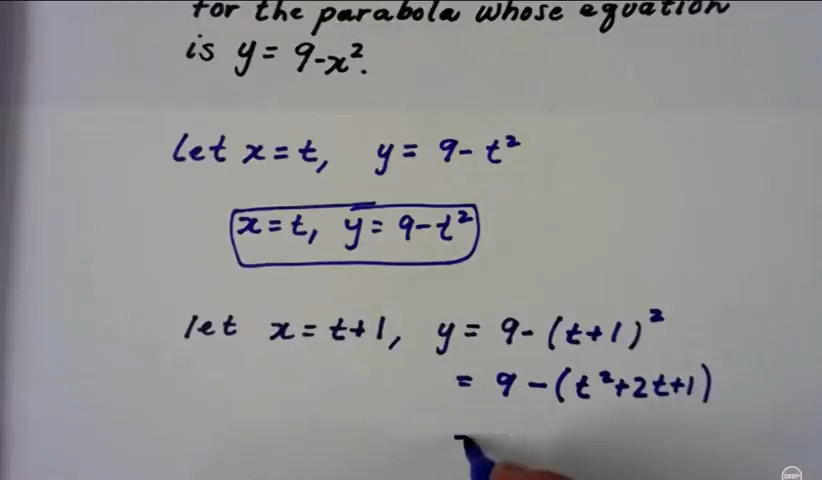 for the parabola whose equation
is y = 9-x².
Let x = t, y = 9 - t²
x = t, y = 9 - t²
let x = t+1, y = 9 - (t+1)²
= 9 - (t²+2t+1)